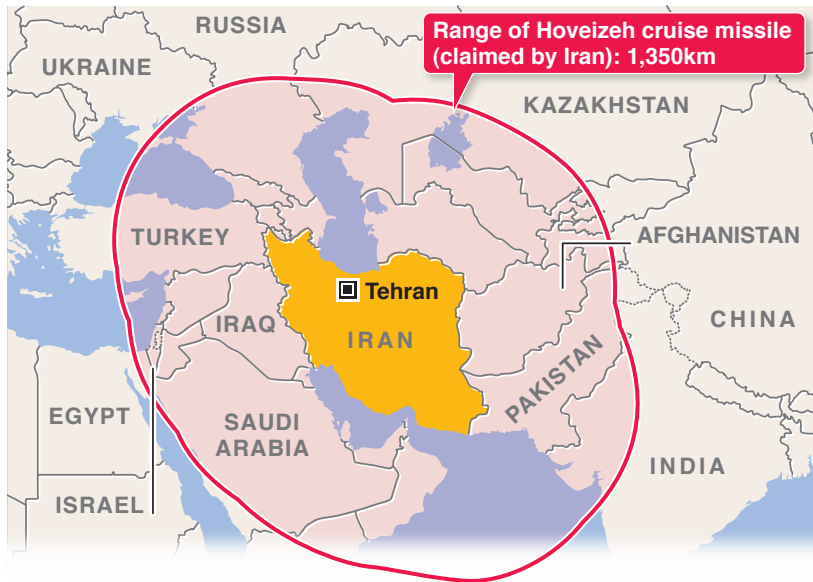 RUSSIA
Range of Hoveizeh cruise missile
(claimed by Iran): 1,350km
UKRAINE
KAZAKHSTAN
TURKEY
AFGHANISTAN
Tehran
IRAQ
IRAN
CHINA
PAKISTAN
EGYPT
SAUDI
ARABIA
INDIA
ISRAEL